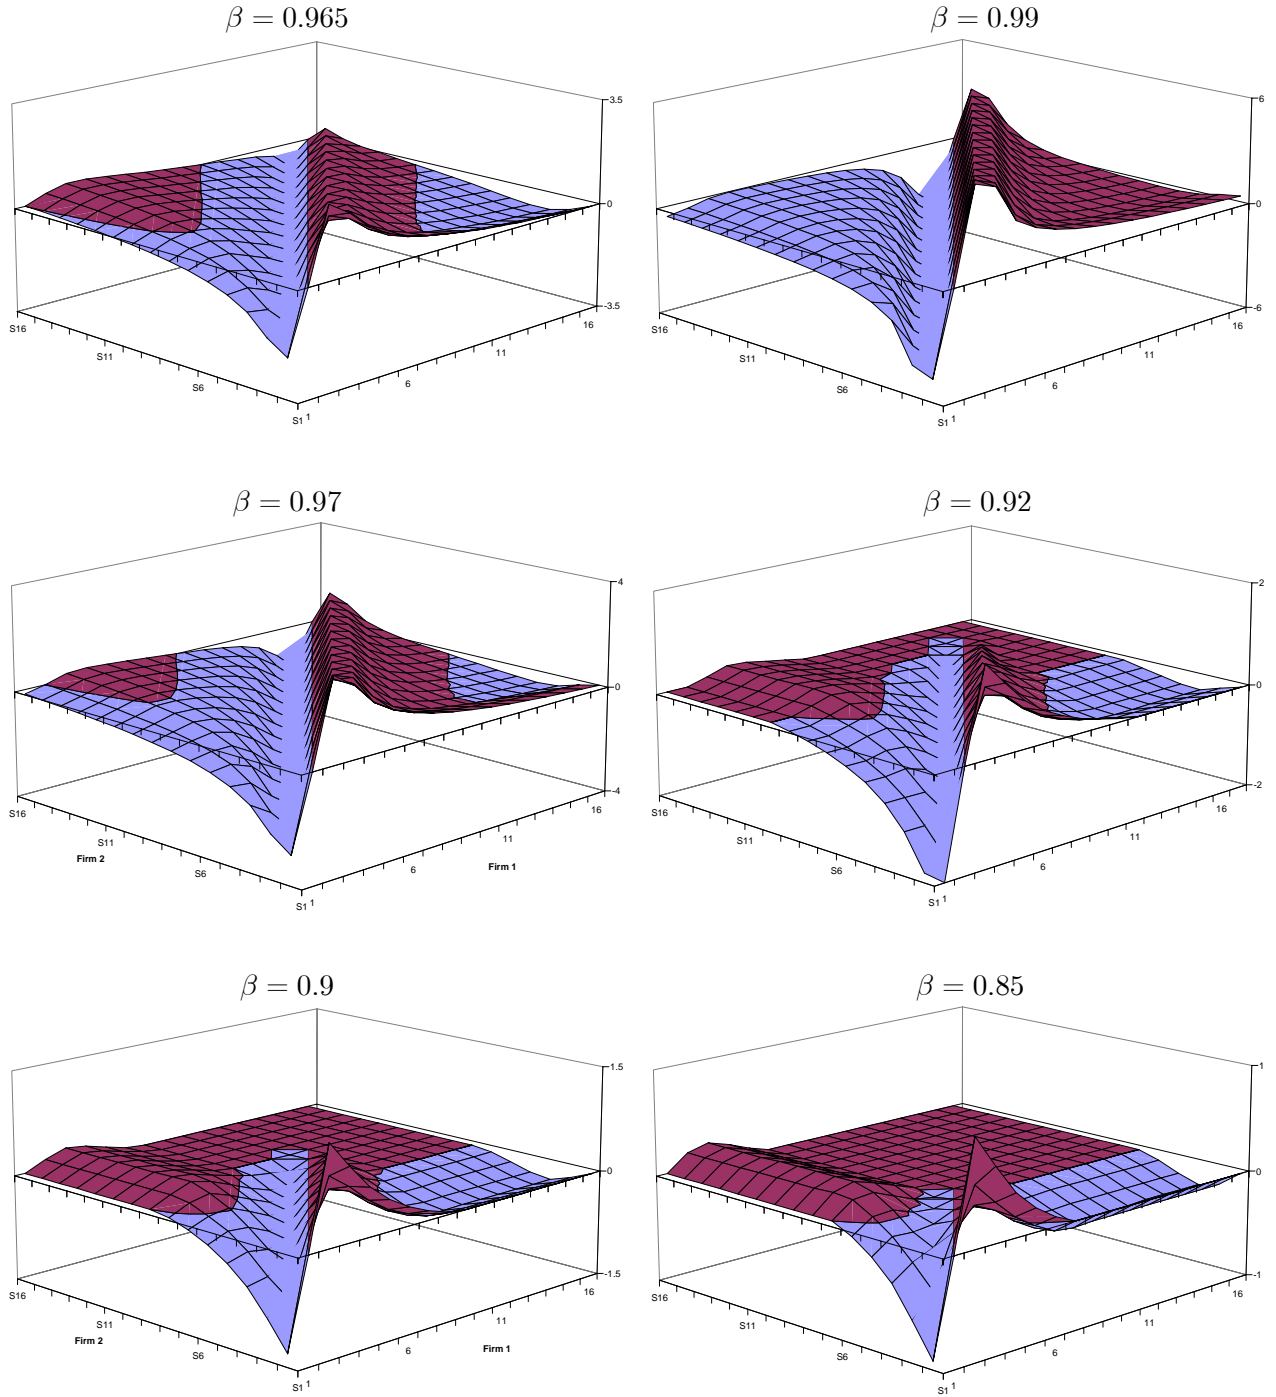 β = 0.965
3.5
0
-3.5
S16
S11
S6
S1
1
6
11
16
β = 0.99
6
0
-6
S16
S11
S6
S1
1
6
11
16
β = 0.97
4
0
-4
S16
S11
S6
S1
1
6
11
16
Firm 2
Firm 1
β = 0.92
2
0
-2
S16
S11
S6
S1
1
6
11
16
β = 0.9
1.5
0
-1.5
S16
S11
S6
S1
1
6
11
16
Firm 2
Firm 1
β = 0.85
1
0
-1
S16
S11
S6
S1
1
6
11
16